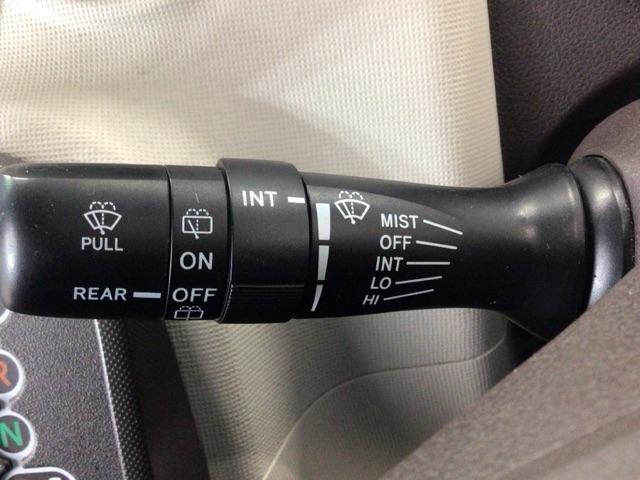 PULL
REAR
ON
OFF
INT
MIST
OFF
INT
LO
HI
R
N